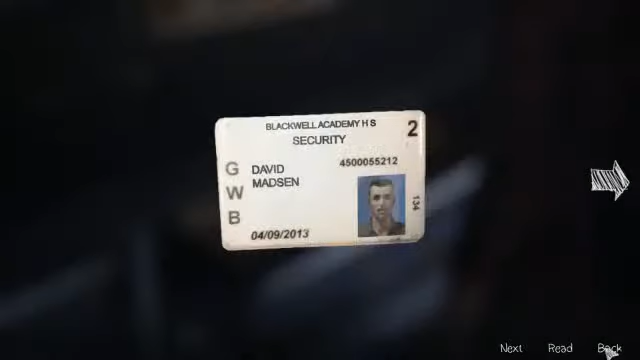 BLACKWELL ACADEMY H S
2
SECURITY
4500055212
G
DAVID
W
MADSEN
B
134
04/09/2013
Next Read Back